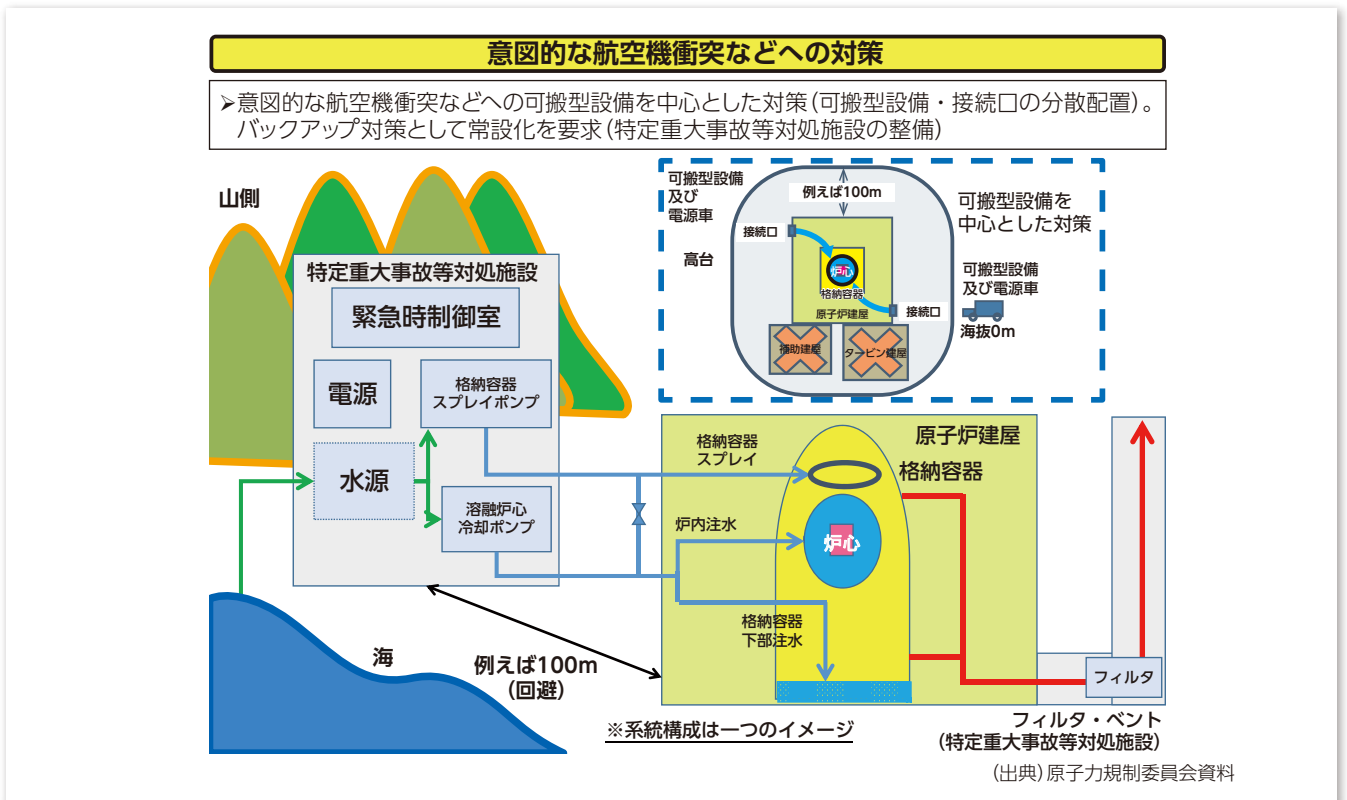 意図的な航空機衝突などへの対策
➢意図的な航空機衝突などへの可搬型設備を中心とした対策(可搬型設備・接続口の分散配置)。
バックアップ対策として常設化を要求(特定重大事故等対処施設の整備)
山側
特定重大事故等対処施設
緊急時制御室
電源
格納容器
スプレイポンプ
水源
溶融炉心
冷却ポンプ
海
例えば100m
(回避)
可搬型設備
及び
電源車
高台
例えば100m
接続口
炉心
格納容器
原子炉建屋
接続口
補助建屋
タービン建屋
可搬型設備を
中心とした対策
可搬型設備
及び電源車
海抜0m
原子炉建屋
格納容器
格納容器
スプレイ
炉内注水
炉心
格納容器
下部注水
フィルタ
※系統構成は一つのイメージ
フィルタ・ベント
(特定重大事故等対処施設)
(出典)原子力規制委員会資料